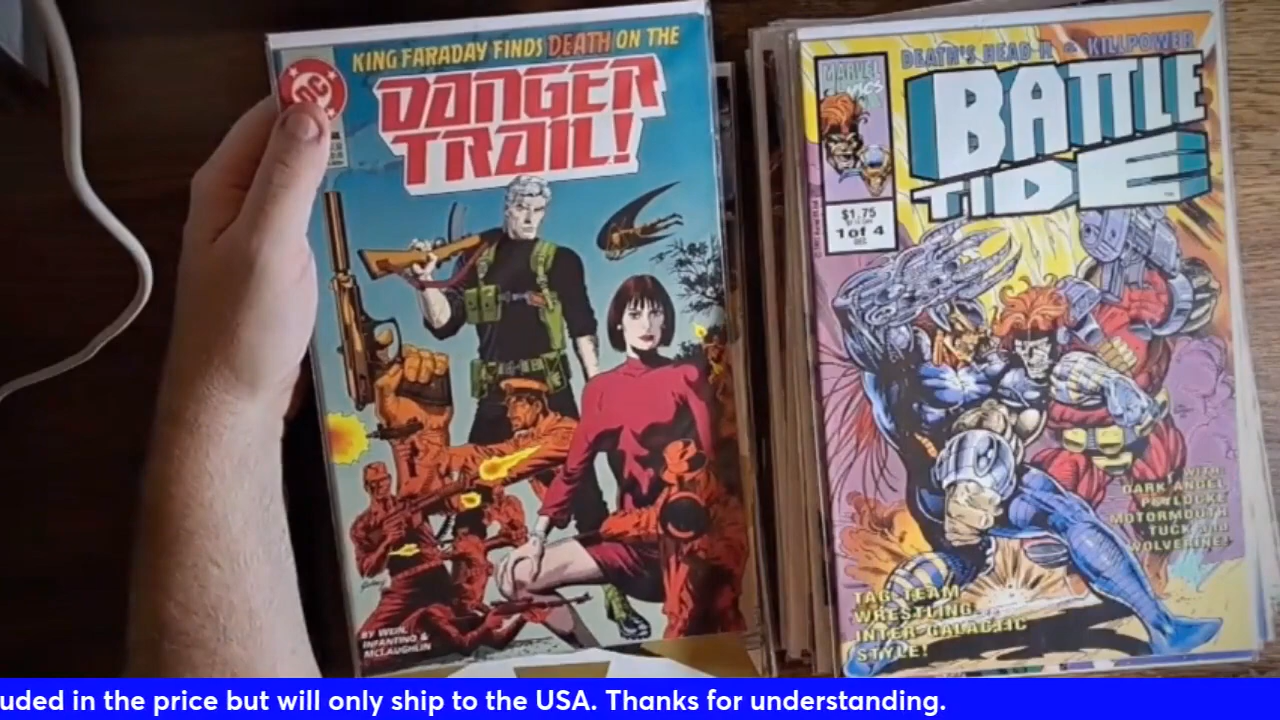 KING FARADAY FINDS DEATH ON THE
DC
DANGER
TRAIL!
BY WEIN,
INFANTINO &
MCLAUGHLIN
DEATH'S HEAD II & KILLPOWER
MARVEL
BATTLE
TIDE
$1.75
1 of 4
DEC
WITH:
DARK ANGEL
PSYLOCKE
MOTORMOUTH
TUCK and
WOLVERINE!
TAG-TEAM
WRESTLING...
INTER-GALACTIC
STYLE!
uded in the price but will only ship to the USA. Thanks for understanding.